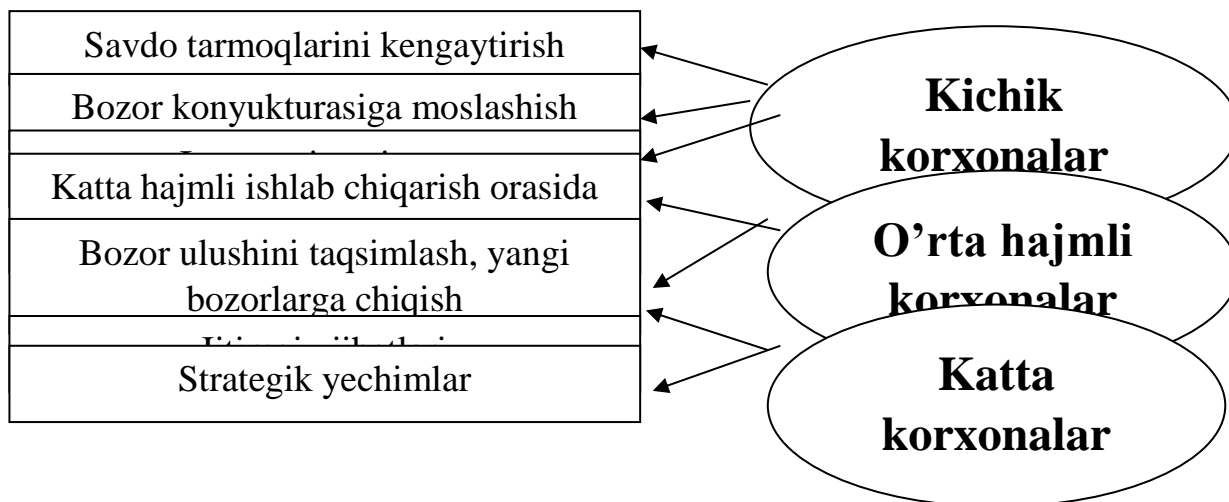 Savdo tarmoqlarini kengaytirish
Bozor konyukturasiga moslashish
Katta hajmli ishlab chiqarish orasida
Bozor ulushini taqsimlash, yangi
bozorlarga chiqish
Strategik yechimlar
Kichik
korxonalar
O’rta hajmli
korxonalar
Katta
korxonalar